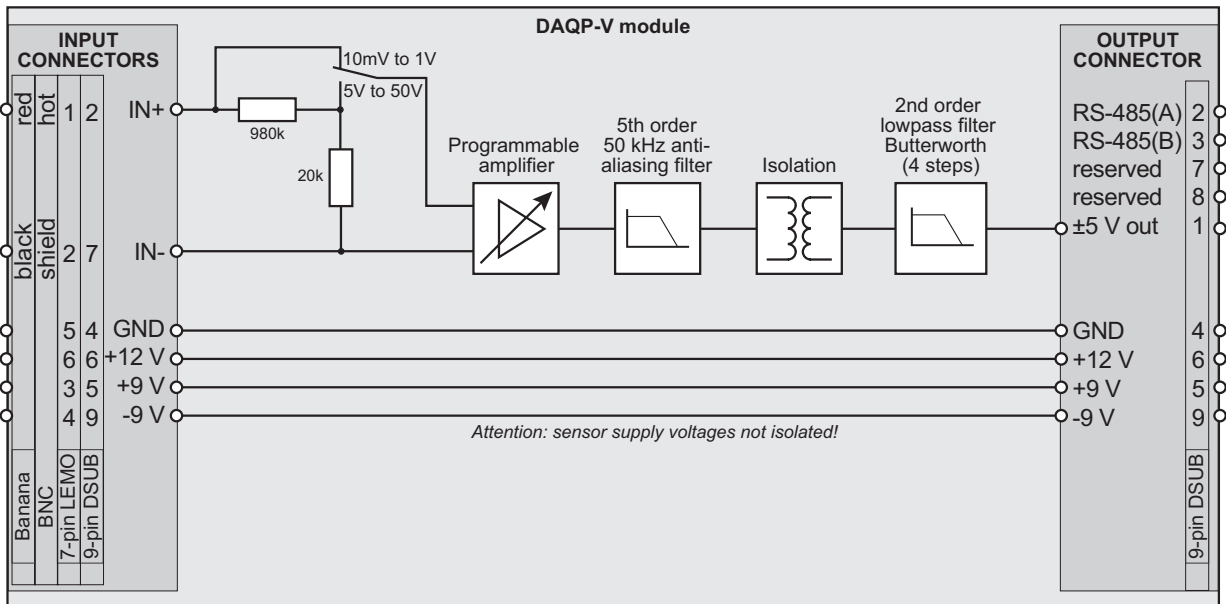 DAQP-V module
INPUT
CONNECTORS
red
hot
1
2
IN+
black
shield
2
7
IN-
5
4
GND
6
6
+12 V
3
5
+9 V
4
9
-9 V
Banana
BNC
7-pin LEMO
9-pin DSUB
10mV to 1V
5V to 50V
980k
20k
Programmable
amplifier
5th order
50 kHz anti-
aliasing filter
Isolation
2nd order
lowpass filter
Butterworth
(4 steps)
Attention: sensor supply voltages not isolated!
OUTPUT
CONNECTOR
RS-485(A) 2
RS-485(B) 3
reserved 7
reserved 8
±5 V out 1
GND 4
+12 V 6
+9 V 5
-9 V 9
9-pin DSUB